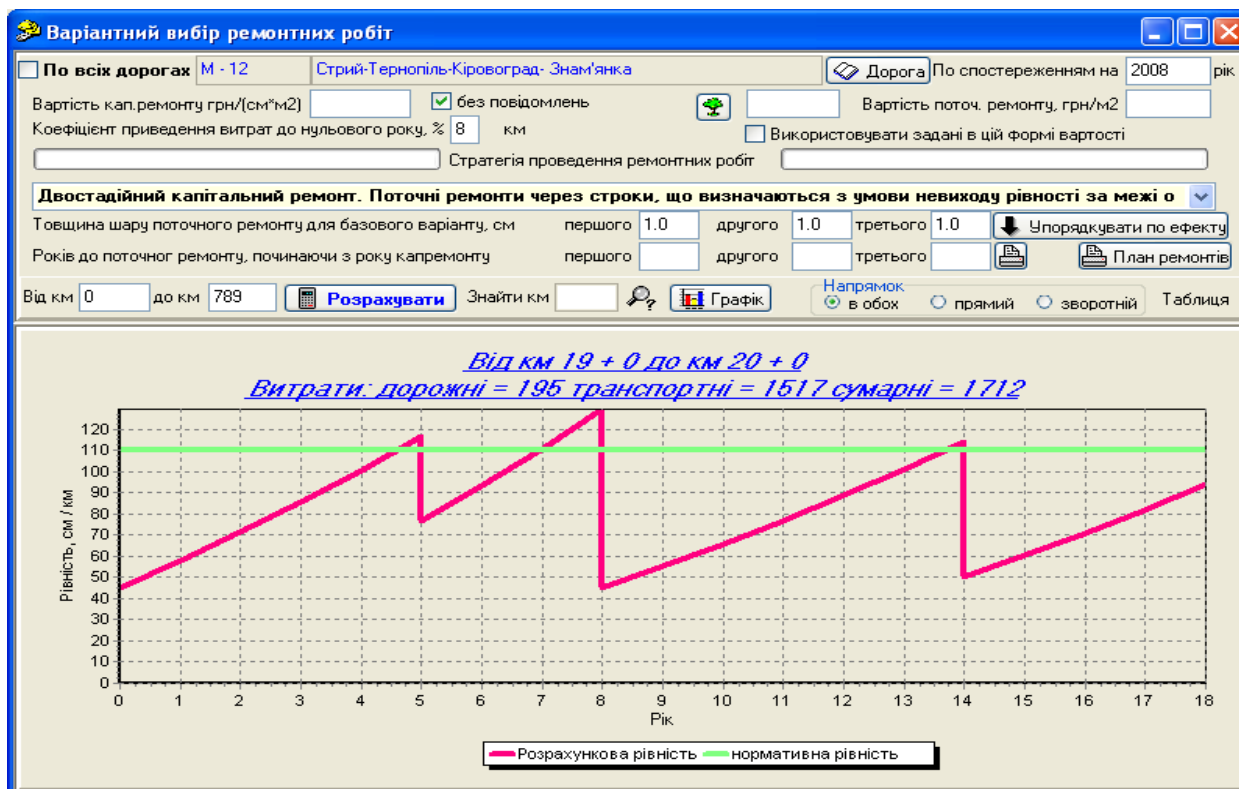 Варіантний вибір ремонтних робіт
По всіх дорогах М - 12 Стрий-Тернопіль-Кіровоград- Знам'янка Дорога По спостереженням на 2008 рік
Вартість кап.ремонту грн/(см*м2) без повідомлень Вартість поточ. ремонту, грн/м2
Коефіцієнт приведення витрат до нульового року, % 8 км Використовувати задані в цій формі вартості
Стратегія проведення ремонтних робіт
Двостадійний капітальний ремонт. Поточні ремонти через строки, що визначаються з умови невиходу рівності за межі о
Товщина шару поточного ремонту для базового варіанту, см першого 1.0 другого 1.0 третього 1.0 Упорядкувати по ефекту
Років до поточног ремонту, починаючи з року капремонту першого другого третього План ремонтів
Від км 0 до км 789 Розрахувати Знайти км Графік Напрямок в обох прямий зворотній Таблиця
Від км 19 + 0 до км 20 + 0
Витрати: дорожні = 195 транспортні = 1517 сумарні = 1712
Рівність, см / км
120
110
100
90
80
70
60
50
40
30
20
10
0
0 1 2 3 4 5 6 7 8 9 10 11 12 13 14 15 16 17 18
Рік
Розрахункова рівність нормативна рівність